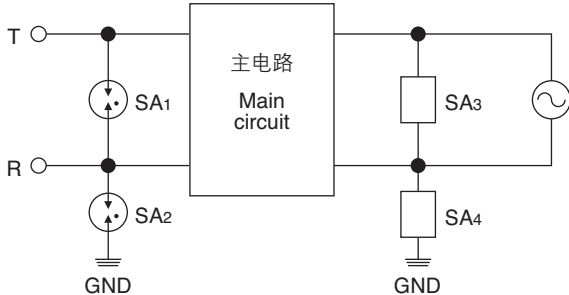 T
主电路
Main
circuit
SA1
SA3
R
SA2
SA4
GND
GND